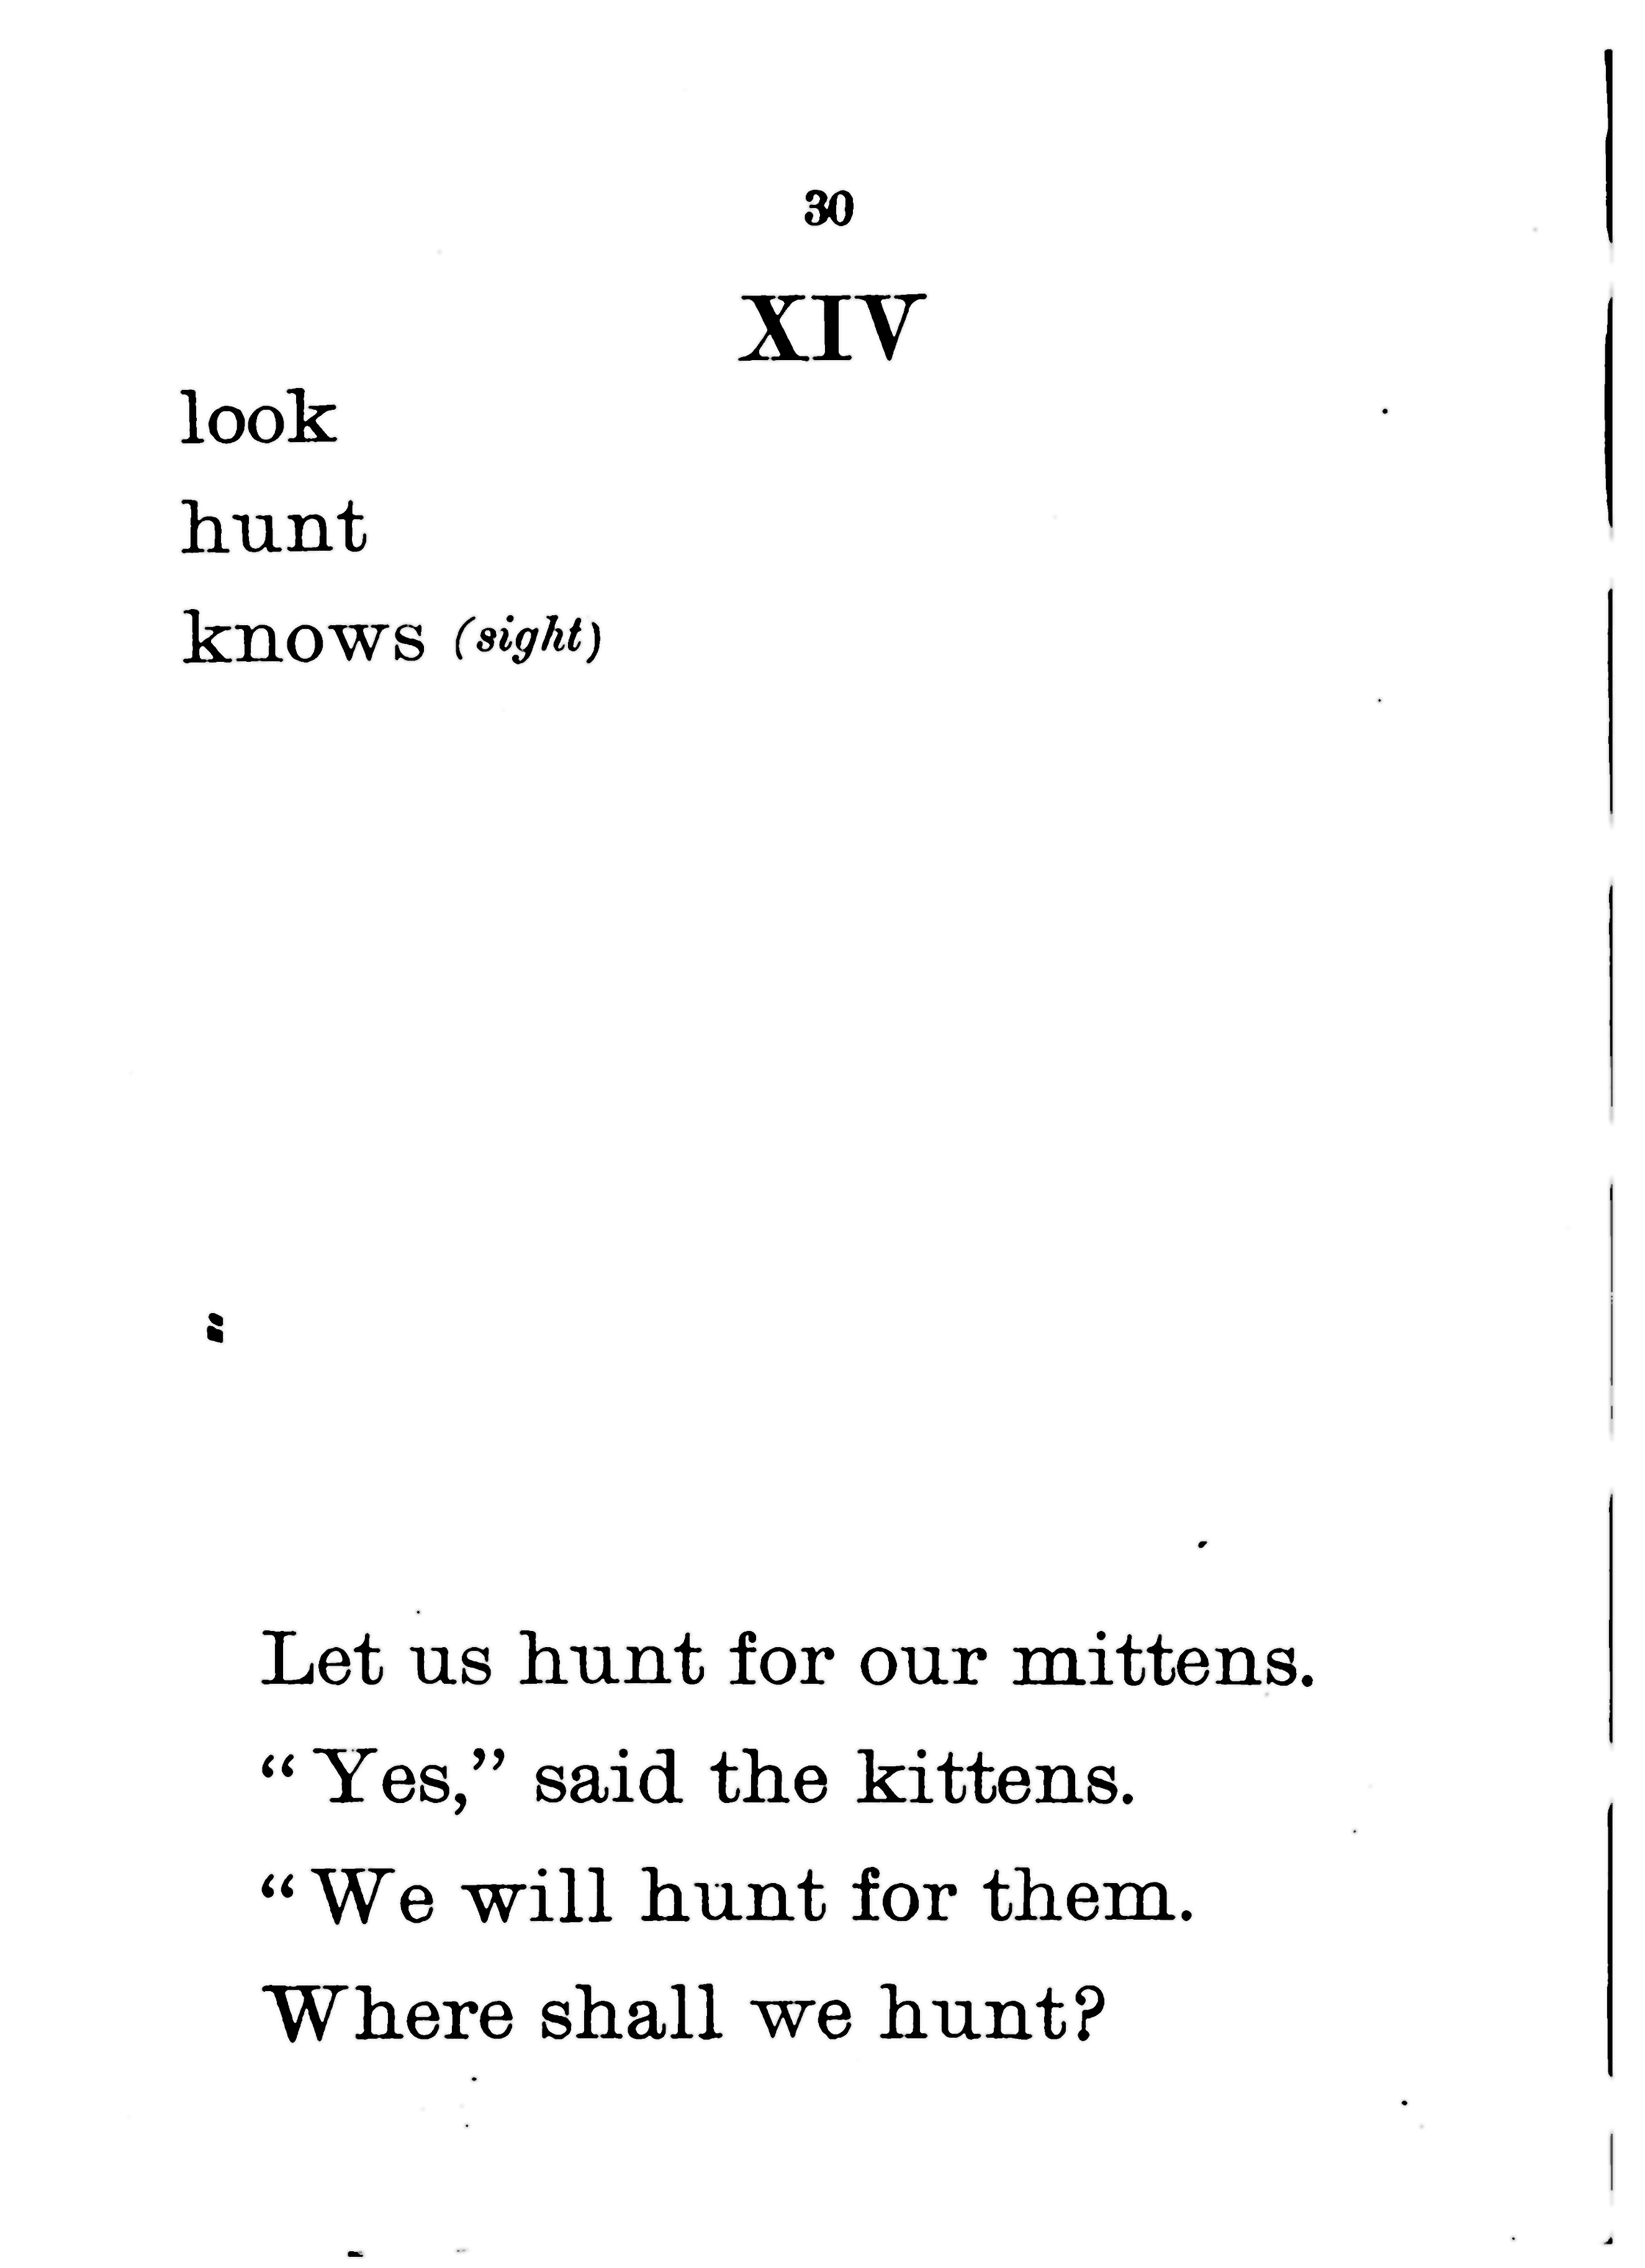 30
XIV
look
hunt
knows (sight)
Let us hunt for our mittens.
“Yes,” said the kittens.
“We will hunt for them.
Where shall we hunt?